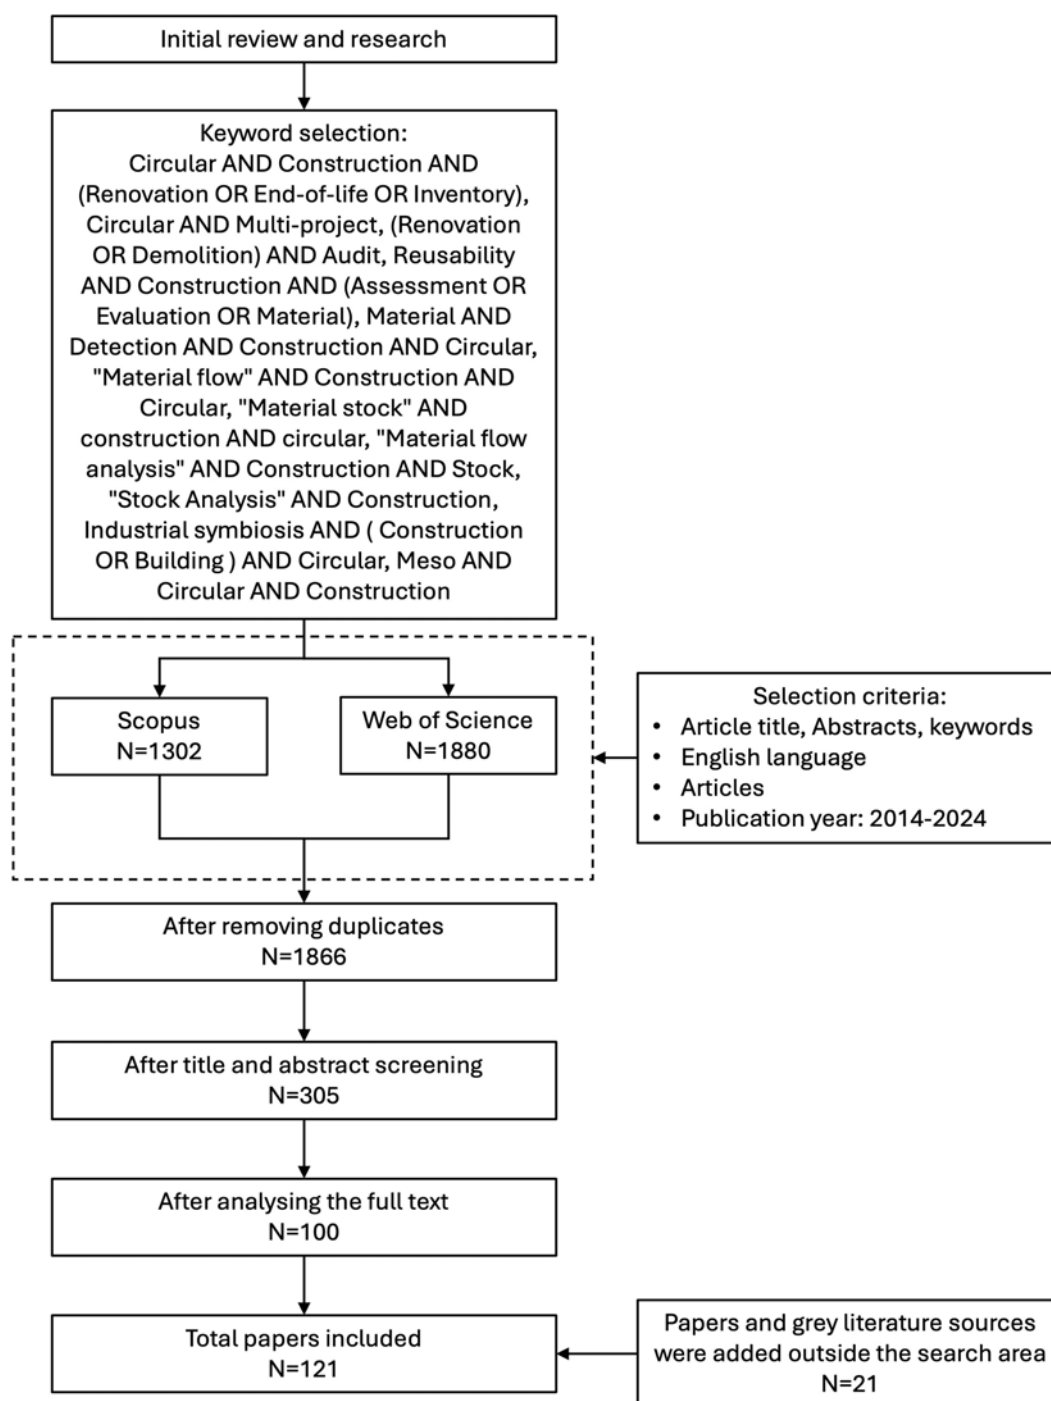 Initial review and research
Keyword selection:
Circular AND Construction AND
(Renovation OR End-of-life OR Inventory),
Circular AND Multi-project, (Renovation
OR Demolition) AND Audit, Reusability
AND Construction AND (Assessment OR
Evaluation OR Material), Material AND
Detection AND Construction AND Circular,
"Material flow" AND Construction AND
Circular, "Material stock" AND
construction AND circular, "Material flow
analysis" AND Construction AND Stock,
"Stock Analysis" AND Construction,
Industrial symbiosis AND ( Construction
OR Building ) AND Circular, Meso AND
Circular AND Construction
Scopus
N=1302
Web of Science
N=1880
Selection criteria:
• Article title, Abstracts, keywords
• English language
• Articles
• Publication year: 2014-2024
After removing duplicates
N=1866
After title and abstract screening
N=305
After analysing the full text
N=100
Total papers included
N=121
Papers and grey literature sources
were added outside the search area
N=21